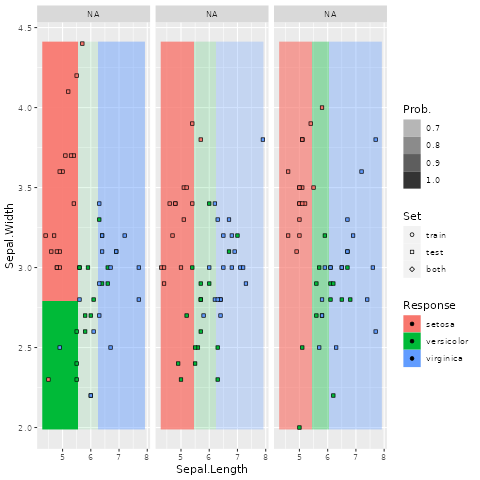 NA NA NA
4.5
4.0
3.5
3.0
2.5
2.0
Sepal.Width
5 6 7 8 5 6 7 8 5 6 7 8
Sepal.Length
Prob.
0.7
0.8
0.9
1.0
Set
train
test
both
Response
setosa
versicolor
virginica